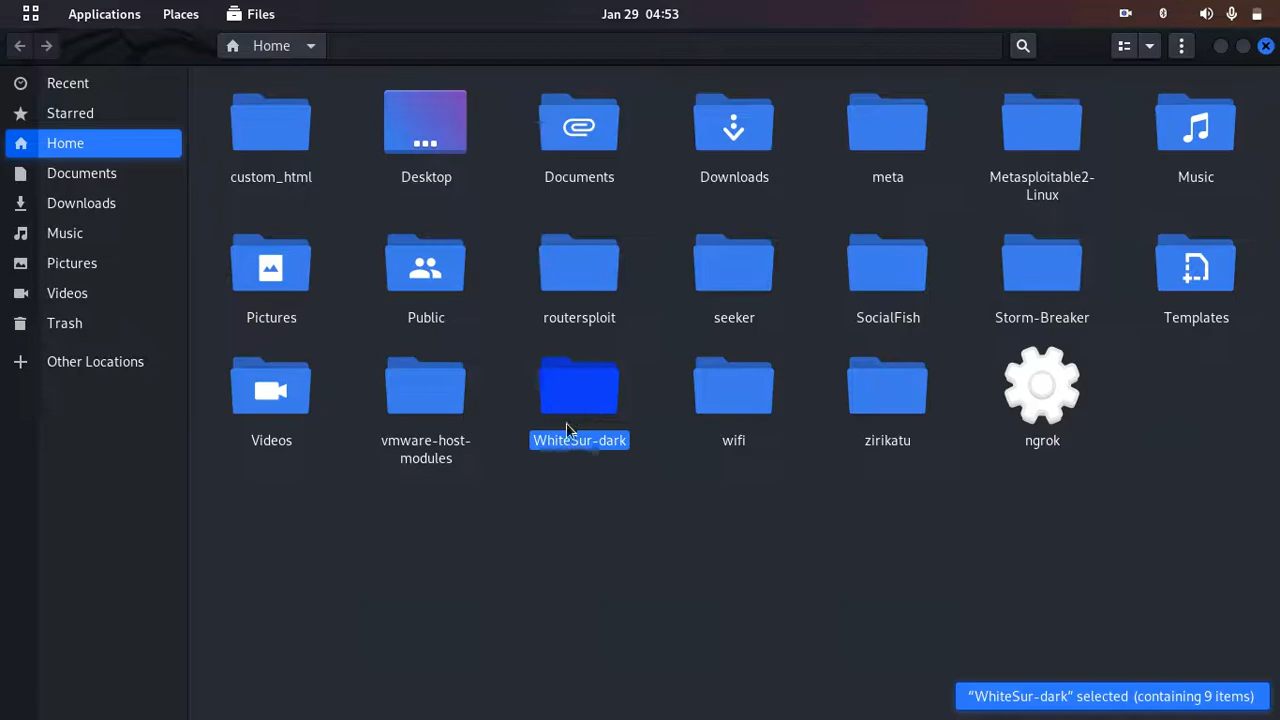 Applications Places Files Jan 29 04:53
Home
Recent
Starred
Home
Documents
Downloads
Music
Pictures
Videos
Trash
Other Locations
custom_html Desktop Documents Downloads meta Metasploitable2- Music
Linux
Pictures Public routersploit seeker SocialFish Storm-Breaker Templates
Videos vmware-host- WhiteSur-dark wifi zirikatu ngrok
modules
“WhiteSur-dark” selected (containing 9 items)